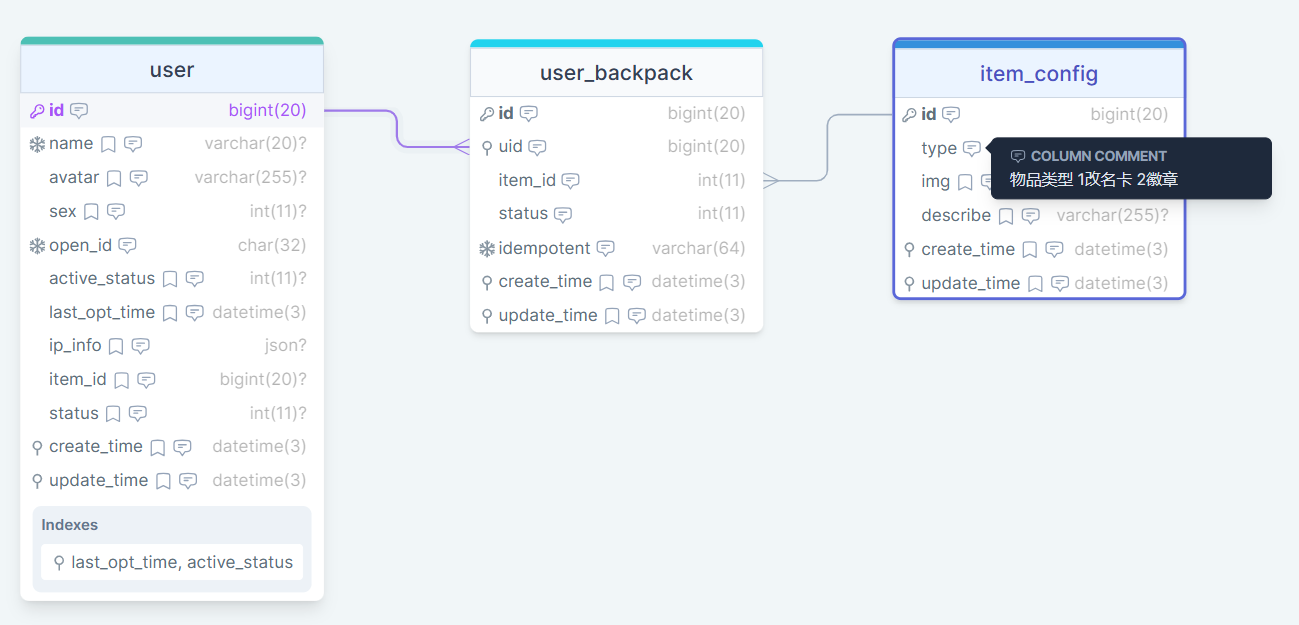 user
id bigint(20)
name varchar(20)?
avatar varchar(255)?
sex int(11)?
open_id char(32)
active_status int(11)?
last_opt_time datetime(3)
ip_info json?
item_id bigint(20)?
status int(11)?
create_time datetime(3)
update_time datetime(3)
Indexes
last_opt_time, active_status
user_backpack
id bigint(20)
uid bigint(20)
item_id int(11)
status int(11)
idempotent varchar(64)
create_time datetime(3)
update_time datetime(3)
item_config
id bigint(20)
type
COLUMN COMMENT
物品类型 1改名卡 2徽章
img
describe varchar(255)?
create_time datetime(3)
update_time datetime(3)